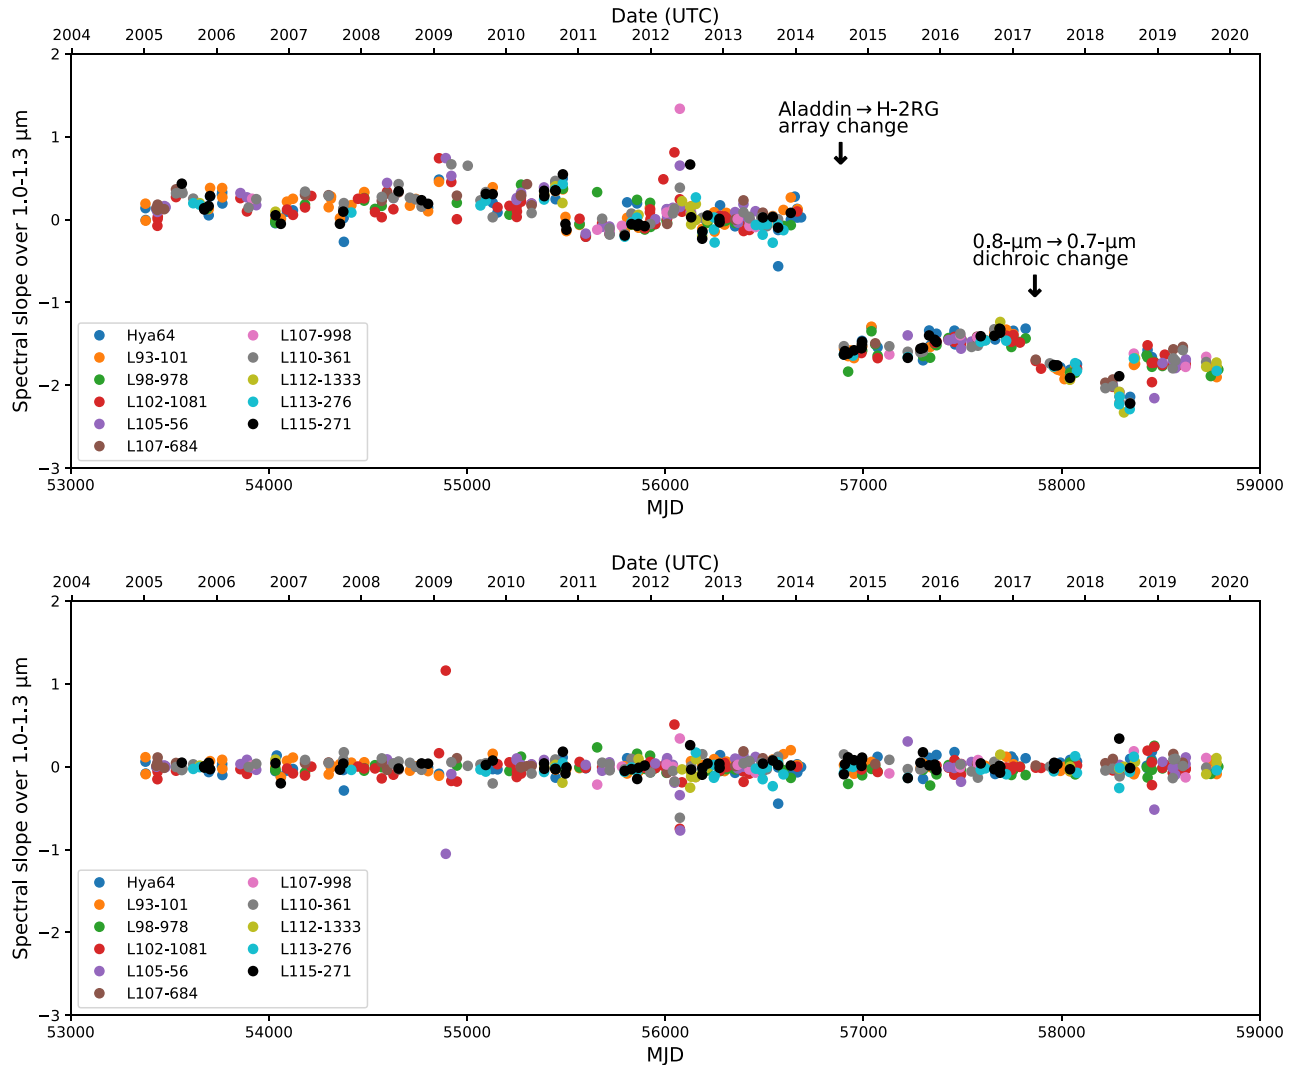 Date (UTC)
2004 2005 2006 2007 2008 2009 2010 2011 2012 2013 2014 2015 2016 2017 2018 2019 2020
2
1
0
−1
−2
−3
Spectral slope over 1.0-1.3 μm
Aladdin → H-2RG
array change
0.8-μm → 0.7-μm
dichroic change
Hya64
L93-101
L98-978
L102-1081
L105-56
L107-684
L107-998
L110-361
L112-1333
L113-276
L115-271
53000 54000 55000 56000 57000 58000 59000
MJD
Date (UTC)
2004 2005 2006 2007 2008 2009 2010 2011 2012 2013 2014 2015 2016 2017 2018 2019 2020
2
1
0
−1
−2
−3
Spectral slope over 1.0-1.3 μm
Hya64
L93-101
L98-978
L102-1081
L105-56
L107-684
L107-998
L110-361
L112-1333
L113-276
L115-271
53000 54000 55000 56000 57000 58000 59000
MJD